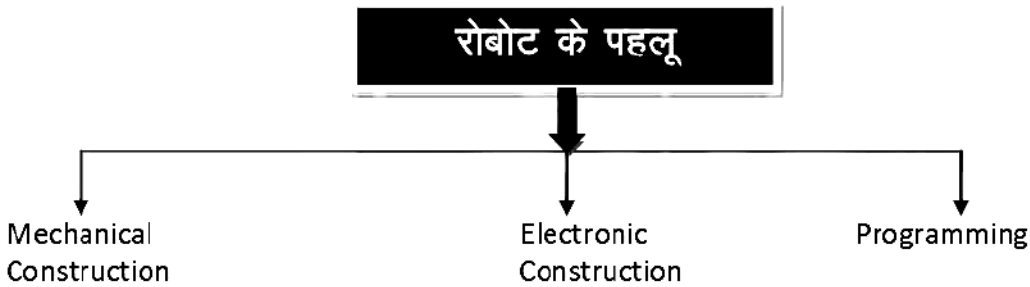 रोबोट के पहलू
Mechanical
Construction
Electronic
Construction
Programming